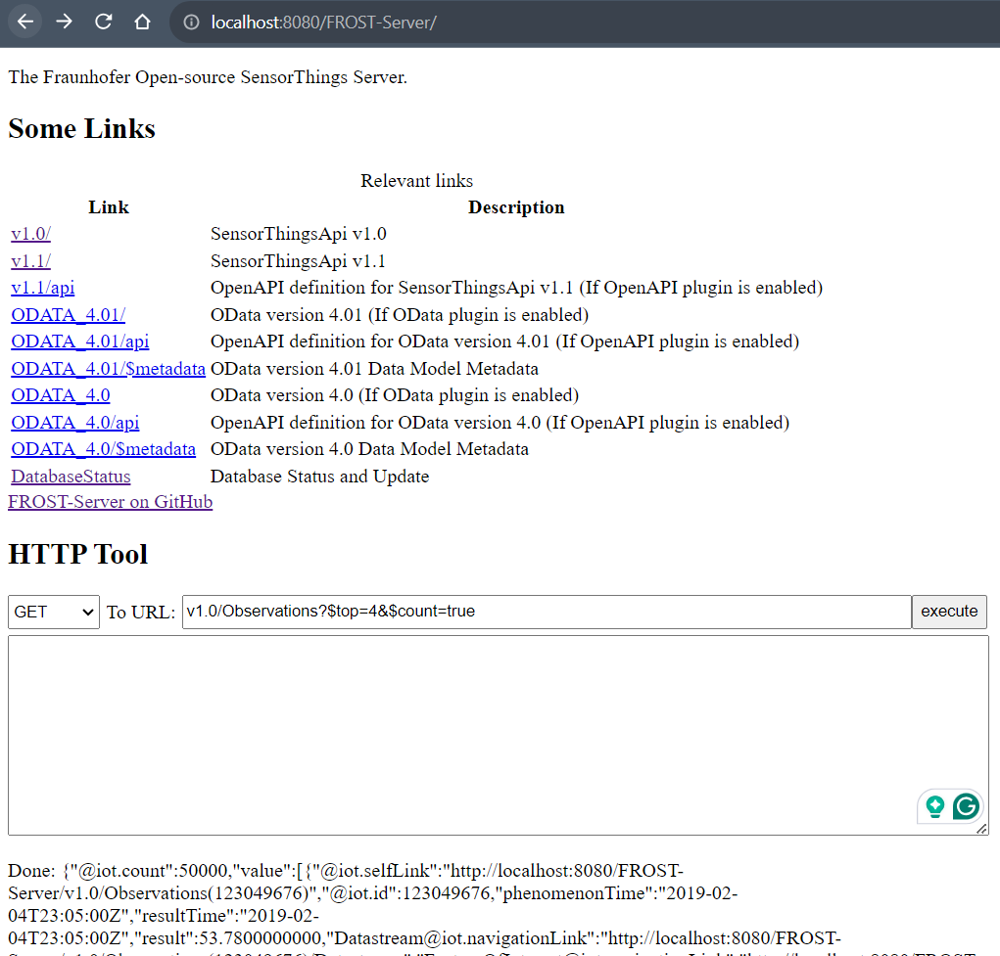 localhost:8080/FROST-Server/
The Fraunhofer Open-source SensorThings Server.
Some Links
Relevant links
Link Description
v1.0/ SensorThingsApi v1.0
v1.1/ SensorThingsApi v1.1
v1.1/api OpenAPI definition for SensorThingsApi v1.1 (If OpenAPI plugin is enabled)
ODATA_4.01/ OData version 4.01 (If OData plugin is enabled)
ODATA_4.01/api OpenAPI definition for OData version 4.01 (If OpenAPI plugin is enabled)
ODATA_4.01/$metadata OData version 4.01 Data Model Metadata
ODATA_4.0 OData version 4.0 (If OData plugin is enabled)
ODATA_4.0/api OpenAPI definition for OData version 4.0 (If OpenAPI plugin is enabled)
ODATA_4.0/$metadata OData version 4.0 Data Model Metadata
DatabaseStatus Database Status and Update
FROST-Server on GitHub
HTTP Tool
GET To URL: v1.0/Observations?$top=4&$count=true execute
Done: {"@iot.count":50000,"value":[{"@iot.selfLink":"http://localhost:8080/FROST-
Server/v1.0/Observations(123049676)","@iot.id":123049676,"phenomenonTime":"2019-02-
04T23:05:00Z","resultTime":"2019-02-
04T23:05:00Z","result":53.7800000000,"Datastream@iot.navigationLink":"http://localhost:8080/FROST-